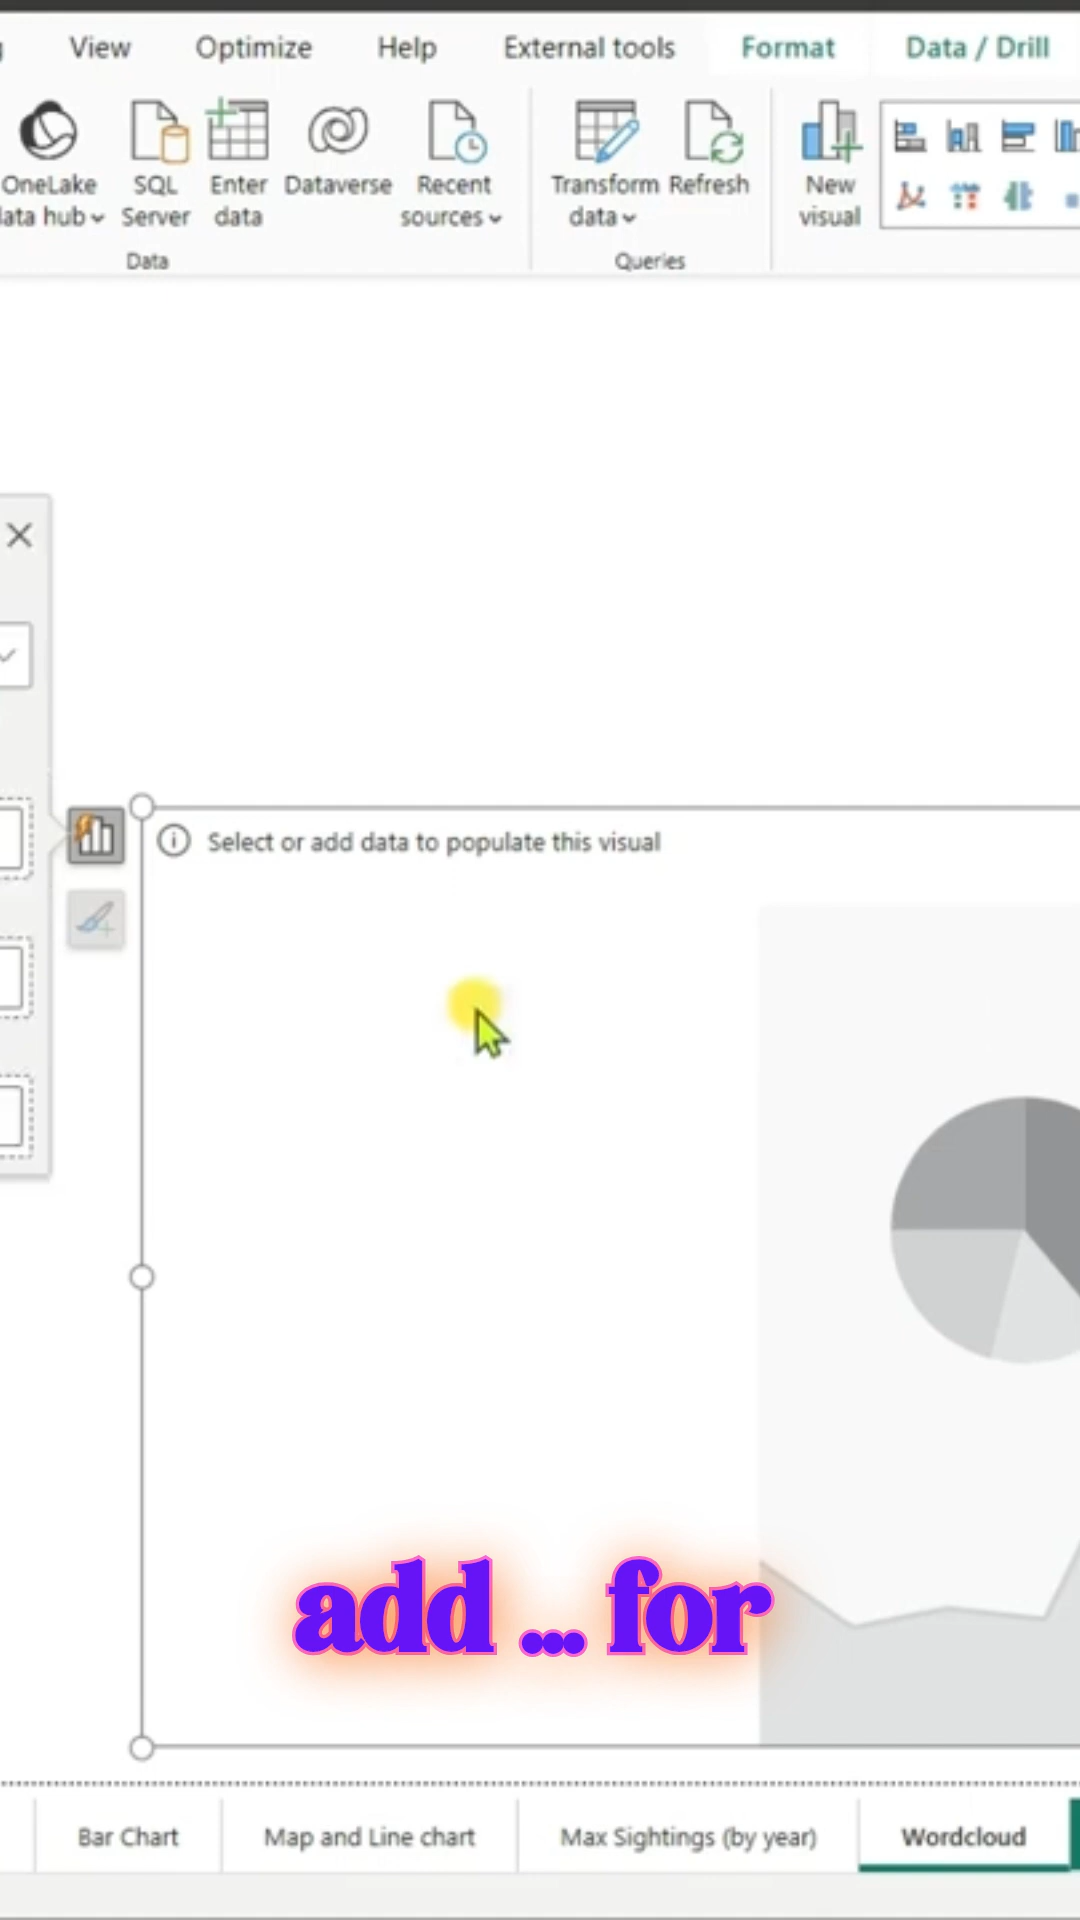 View Optimize Help External tools Format Data / Drill
OneLake
data hub
SQL
Server
Enter
data
Dataverse
Recent
sources
Transform
data
Refresh
New
visual
Data
Queries
Select or add data to populate this visual
add ... for
Bar Chart Map and Line chart Max Sightings (by year) Wordcloud